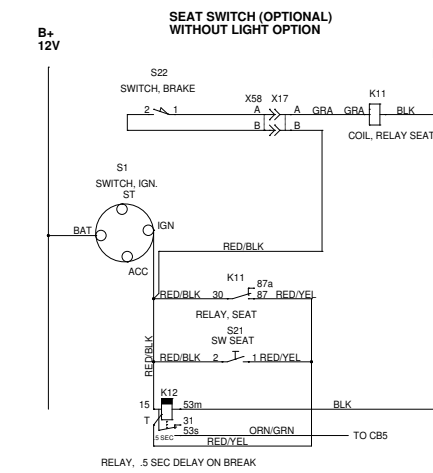 SEAT SWITCH (OPTIONAL)
WITHOUT LIGHT OPTION
B+
12V
S22
SWITCH, BRAKE
2 1
X58 X17
A A GRA GRA
K11
BLK
B B
COIL, RELAY SEAT
S1
SWITCH, IGN.
ST
BAT
IGN
ACC
RED/BLK
K11
87a
RED/BLK 30 87 RED/YEL
RELAY, SEAT
S21
SW SEAT
RED/BLK 2 1 RED/YEL
RED/BLK
K12
15 53m BLK
T 31
.5 SEC 53s ORN/GRN TO CB5
RED/YEL
RELAY, .5 SEC DELAY ON BREAK